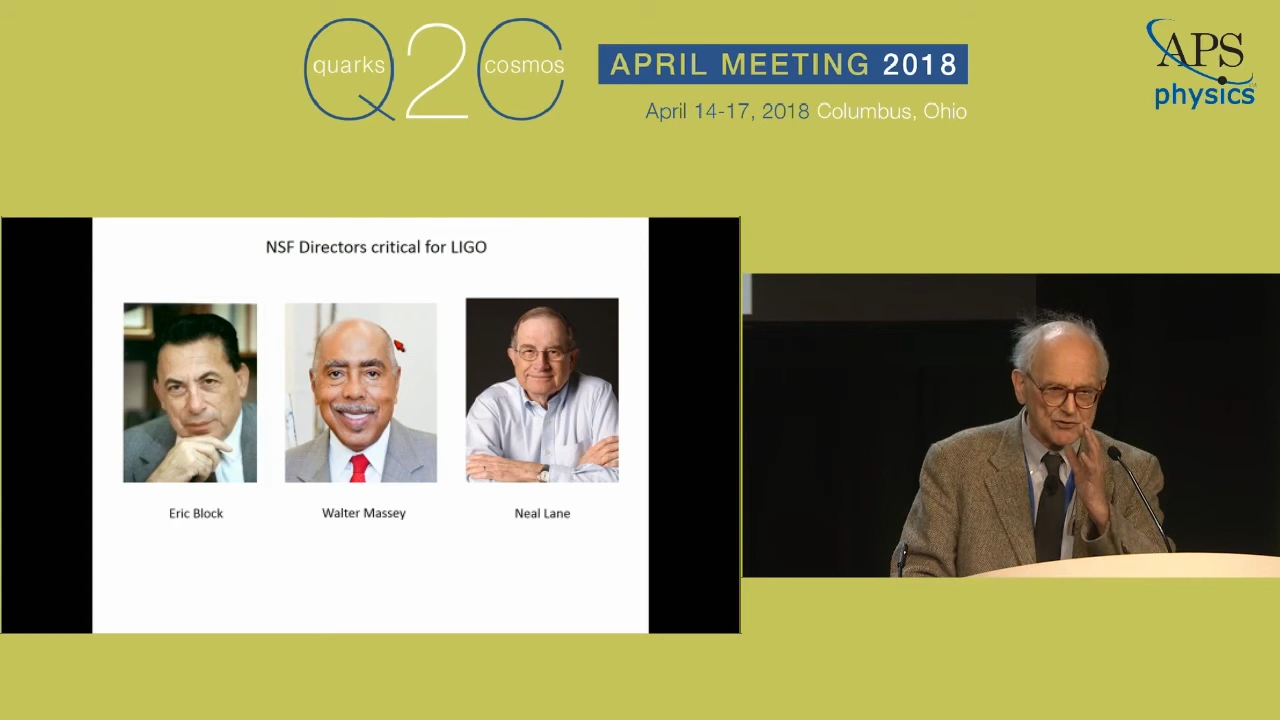 quarks Q2C cosmos
APRIL MEETING 2018
April 14-17, 2018 Columbus, Ohio
APS
physics
NSF Directors critical for LIGO
Eric Block
Walter Massey
Neal Lane